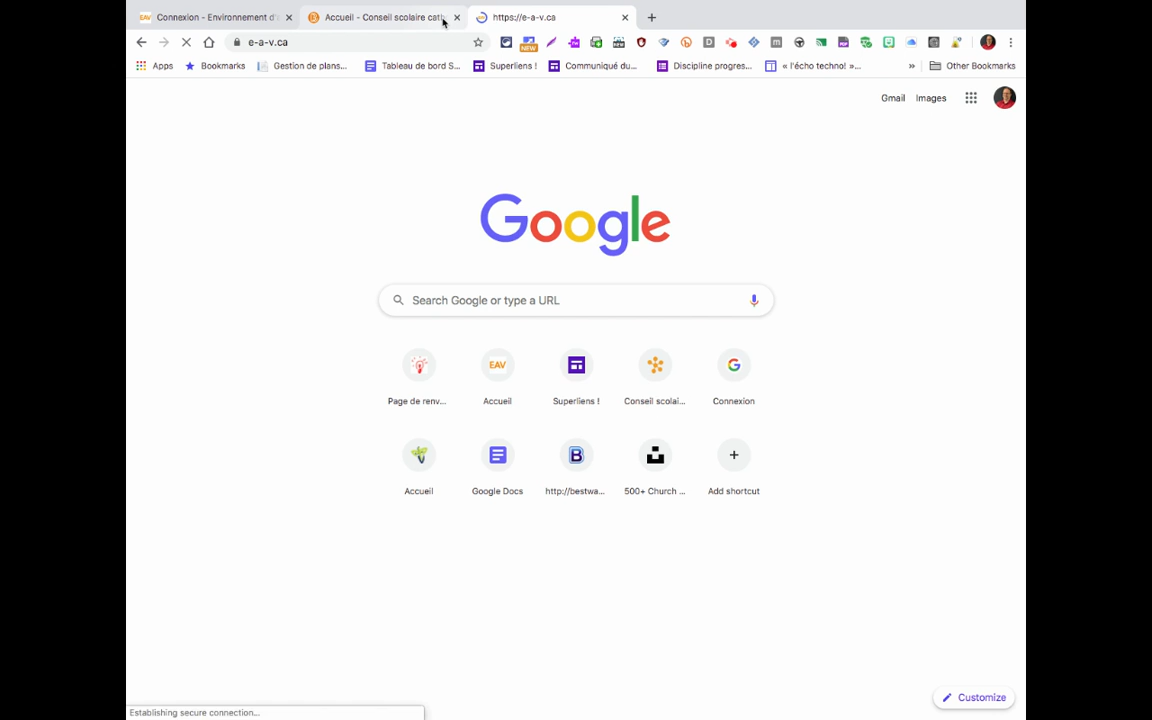 EAV Connexion - Environnement d'
Accueil - Conseil scolaire cath
https://e-a-v.ca
e-a-v.ca
NEW
Apps
Bookmarks
Gestion de plans...
Tableau de bord S...
Superliens !
Communiqué du...
Discipline progres...
« l'écho techno! »...
»
Other Bookmarks
Gmail
Images
Google
Search Google or type a URL
EAV
Page de renv...
Accueil
Superliens !
Conseil scolai...
Connexion
Accueil
Google Docs
http://bestwa...
500+ Church ...
Add shortcut
Customize
Establishing secure connection...